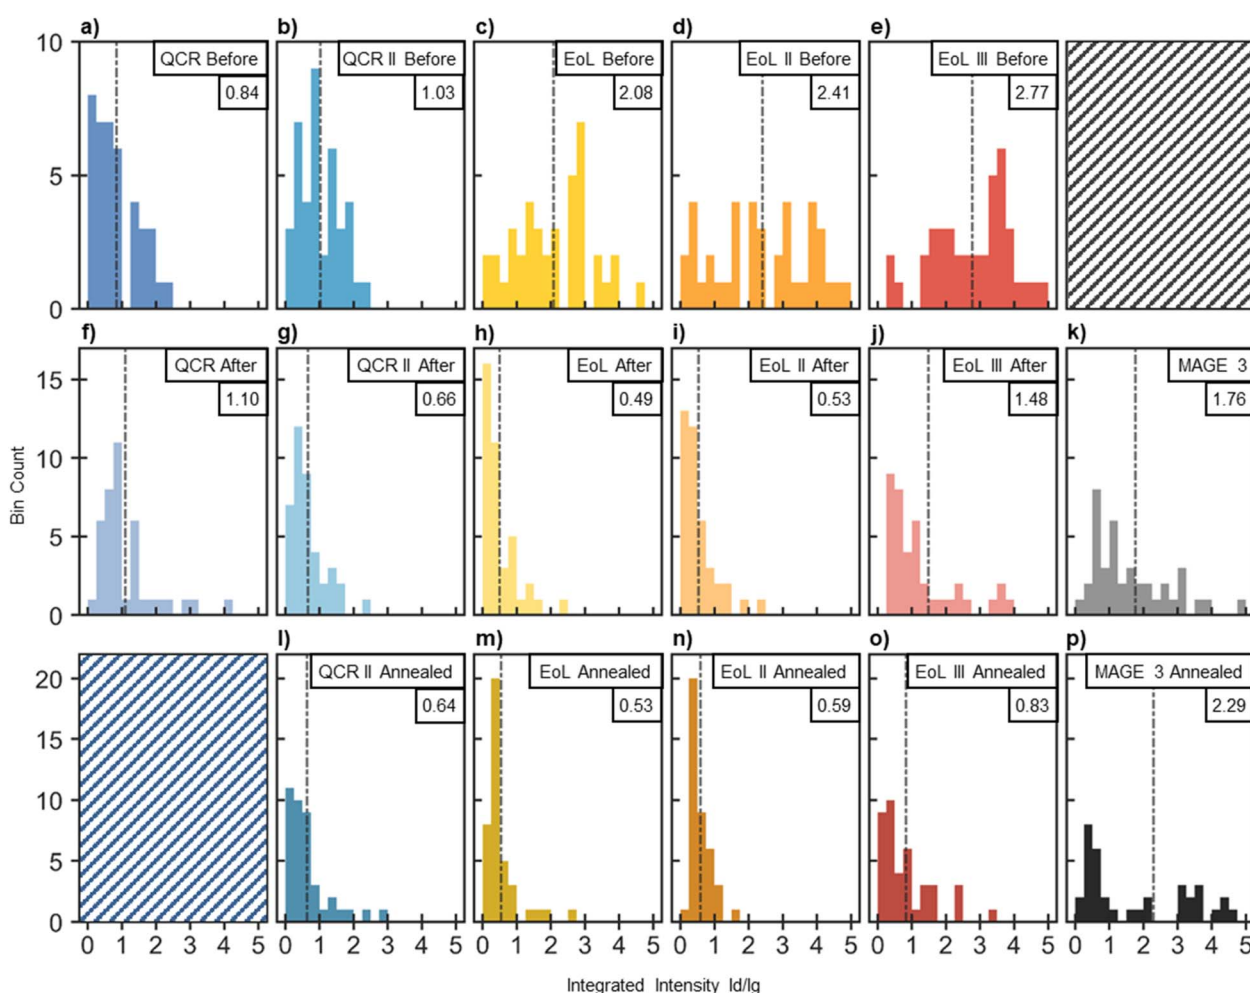 a) b) c) d) e)
10 QCR Before QCR II Before EoL Before EoL II Before EoL III Before
0.84 1.03 2.08 2.41 2.77
5
0
f) g) h) i) j) k)
QCR After QCR II After EoL After EoL II After EoL III After MAGE 3
15 1.10 0.66 0.49 0.53 1.48 1.76
10
Bin Count
5
0
l) m) n) o) p)
20 QCR II Annealed EoL Annealed EoL II Annealed EoL III Annealed MAGE 3 Annealed
0.64 0.53 0.59 0.83 2.29
15
10
5
0
0 1 2 3 4 5 0 1 2 3 4 5 0 1 2 3 4 5 0 1 2 3 4 5 0 1 2 3 4 5
0 1 2 3 4 5
Integrated Intensity Id/Ig